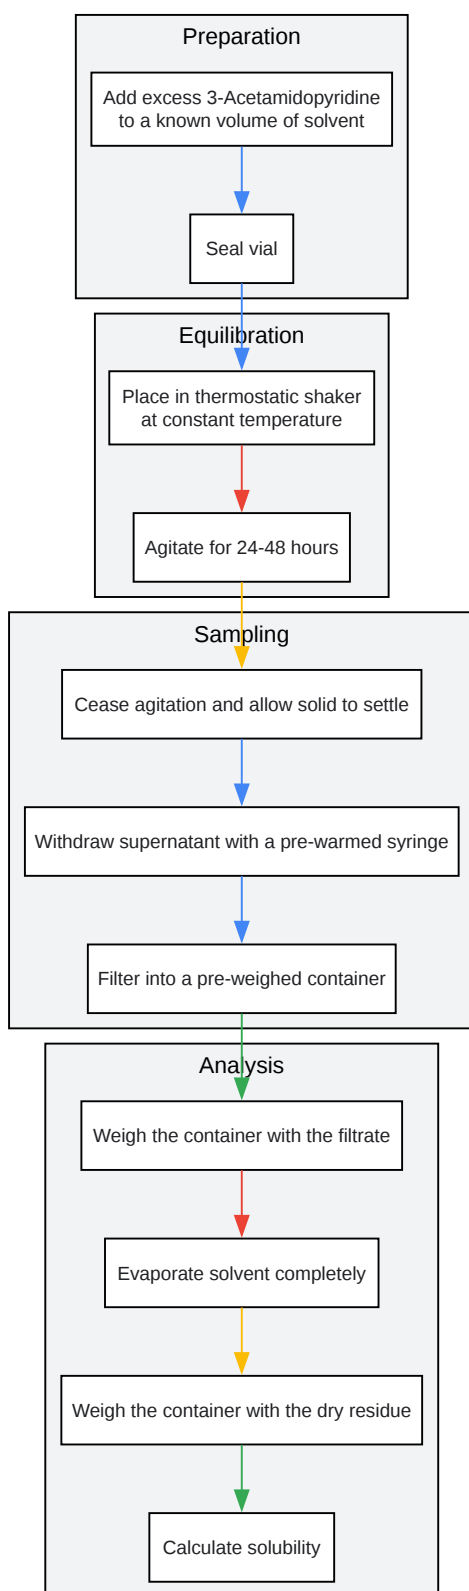 Preparation
Add excess 3-Acetamidopyridine
to a known volume of solvent
Seal vial
Equilibration
Place in thermostatic shaker
at constant temperature
Agitate for 24-48 hours
Sampling
Cease agitation and allow solid to settle
Withdraw supernatant with a pre-warmed syringe
Filter into a pre-weighed container
Analysis
Weigh the container with the filtrate
Evaporate solvent completely
Weigh the container with the dry residue
Calculate solubility